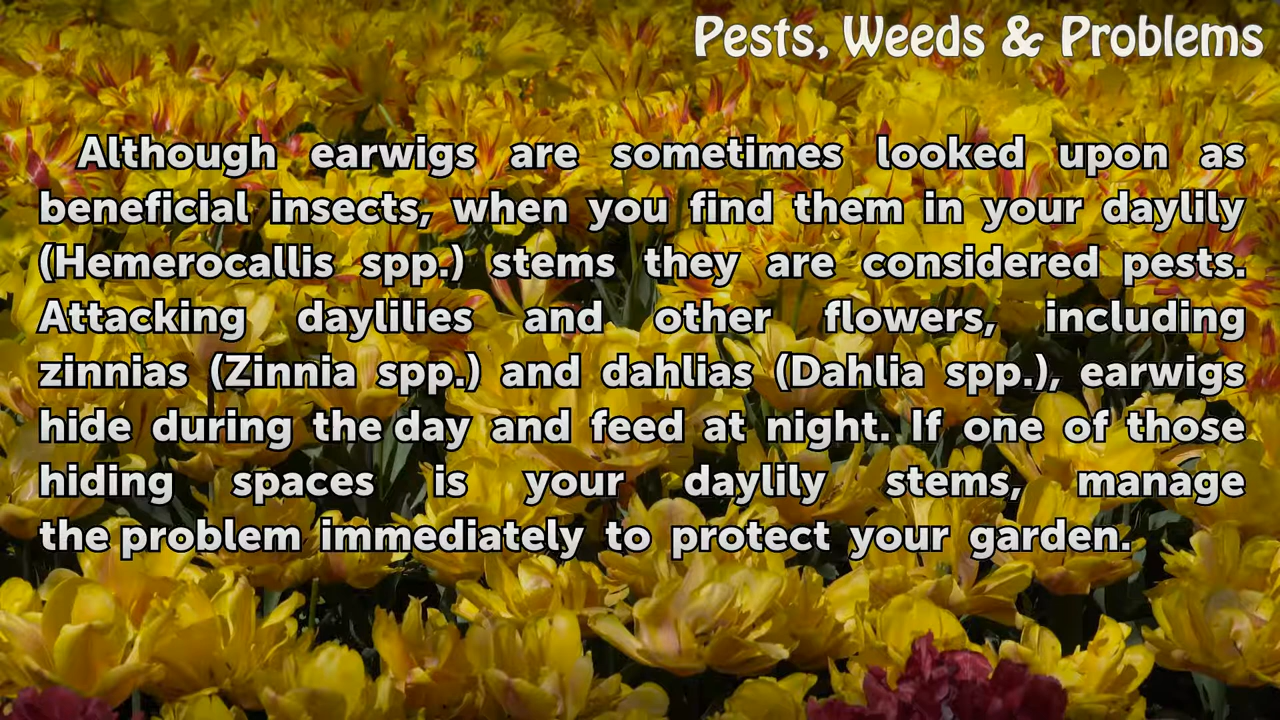 Pests, Weeds & Problems
Although earwigs are sometimes looked upon as
beneficial insects, when you find them in your daylily
(Hemerocallis spp.) stems they are considered pests.
Attacking daylilies and other flowers, including
zinnias (Zinnia spp.) and dahlias (Dahlia spp.), earwigs
hide during the day and feed at night. If one of those
hiding spaces is your daylily stems, manage
the problem immediately to protect your garden.